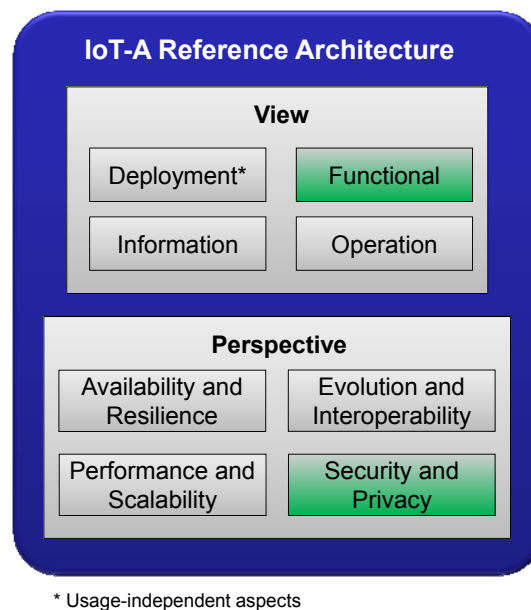 IoT-A Reference Architecture
View
Deployment*
Functional
Information
Operation
Perspective
Availability and
Resilience
Evolution and
Interoperability
Performance and
Scalability
Security and
Privacy
* Usage-independent aspects